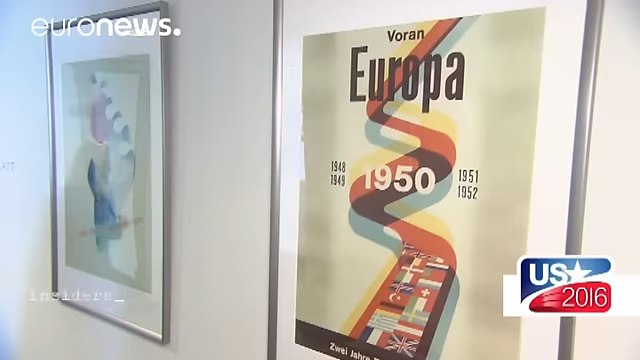 euronews.
Voran
Europa
1948
1949
1950
1951
1952
insiders_
US
2016
Zwei Jahre